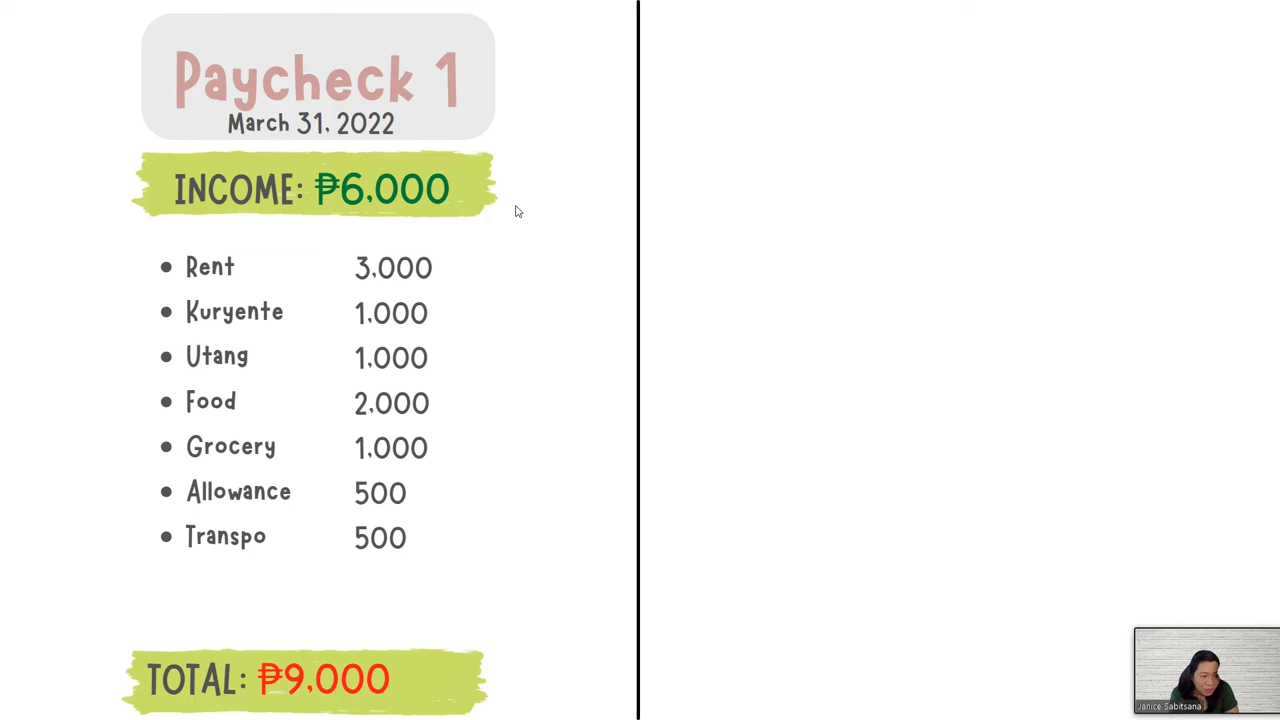 Paycheck 1
March 31, 2022
INCOME: ₱6,000
• Rent 3,000
• Kuryente 1,000
• Utang 1,000
• Food 2,000
• Grocery 1,000
• Allowance 500
• Transpo 500
TOTAL: ₱9,000
Janice Sabitsana